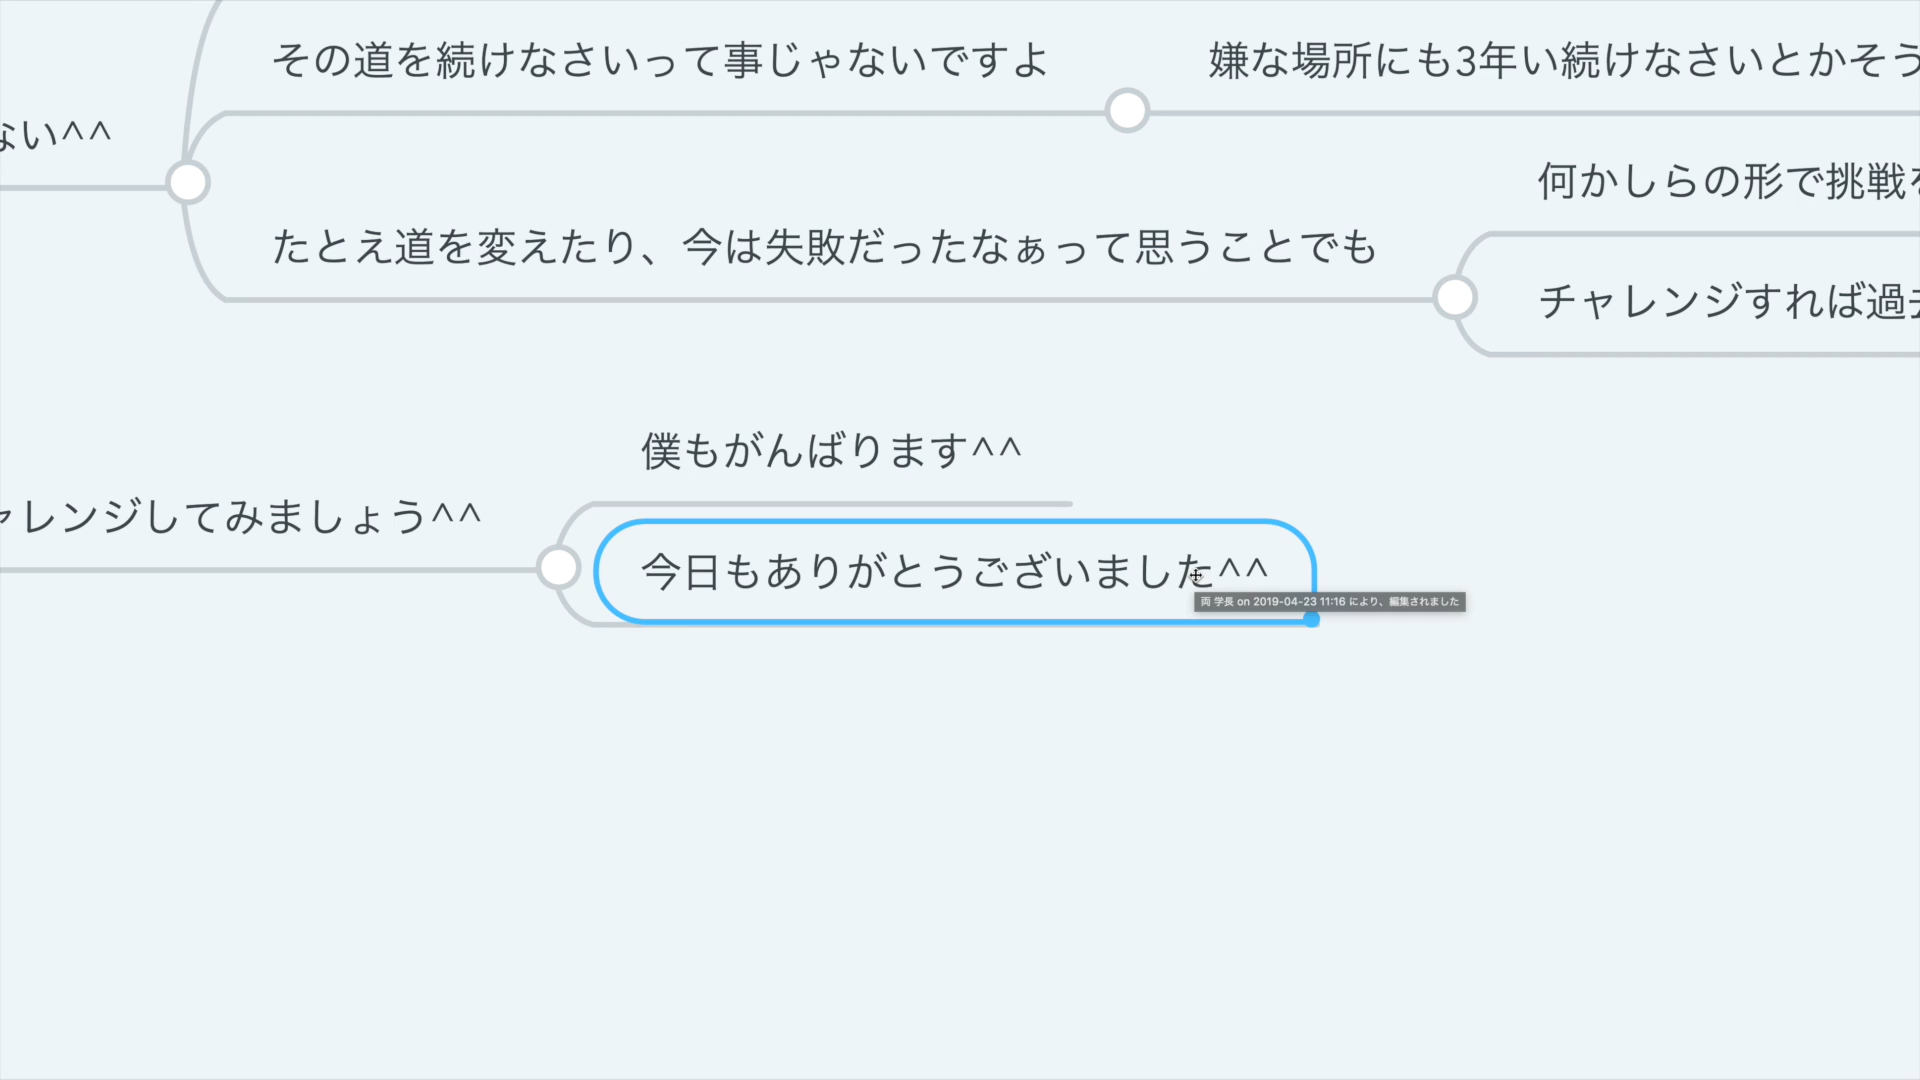 その道を続けなさいって事じゃないですよ
嫌な場所にも3年い続けなさいとかそう
ない^^
何かしらの形で挑戦を
たとえ道を変えたり、今は失敗だったなぁって思うことでも
チャレンジすれば過去
僕もがんばります^^
ャレンジしてみましょう^^
今日もありがとうございました^^
両 学長 on 2019-04-23 11:16 により、編集されました